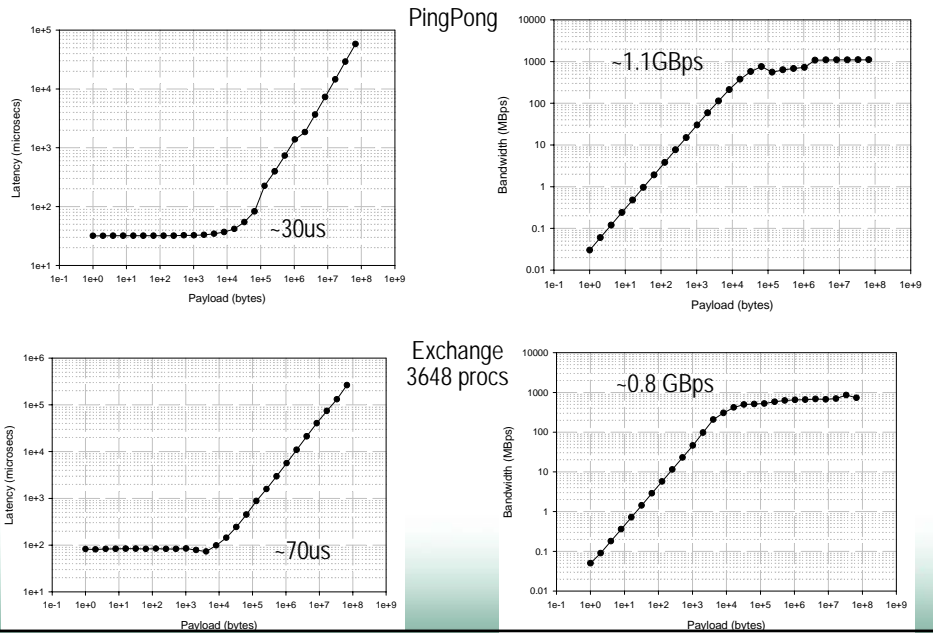 PingPong
1e+5
1e+4
1e+3
1e+2
1e+1
Latency (microsecs)
~30us
1e-1 1e+0 1e+1 1e+2 1e+3 1e+4 1e+5 1e+6 1e+7 1e+8 1e+9
Payload (bytes)
10000
1000
100
10
1
0.1
0.01
Bandwidth (MBps)
~1.1GBps
1e-1 1e+0 1e+1 1e+2 1e+3 1e+4 1e+5 1e+6 1e+7 1e+8 1e+9
Payload (bytes)
Exchange
3648 procs
1e+6
1e+5
1e+4
1e+3
1e+2
1e+1
Latency (microsecs)
~70us
1e-1 1e+0 1e+1 1e+2 1e+3 1e+4 1e+5 1e+6 1e+7 1e+8 1e+9
Payload (bytes)
10000
1000
100
10
1
0.1
0.01
Bandwidth (MBps)
~0.8 GBps
1e-1 1e+0 1e+1 1e+2 1e+3 1e+4 1e+5 1e+6 1e+7 1e+8 1e+9
Payload (bytes)